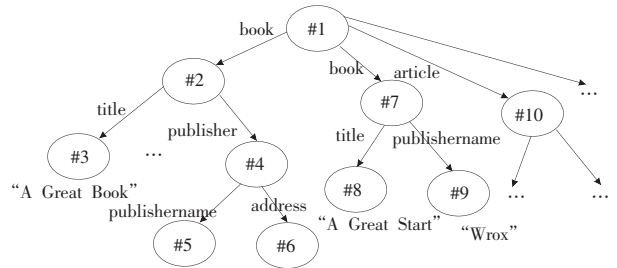 #1
book
#2
book
article
#7
#10
...
title
publisher
title
publishername
#3
...
#4
#8
#9
...
...
“A Great Book”
publishername
address
“A Great Start”
“Wrox”
#5
#6